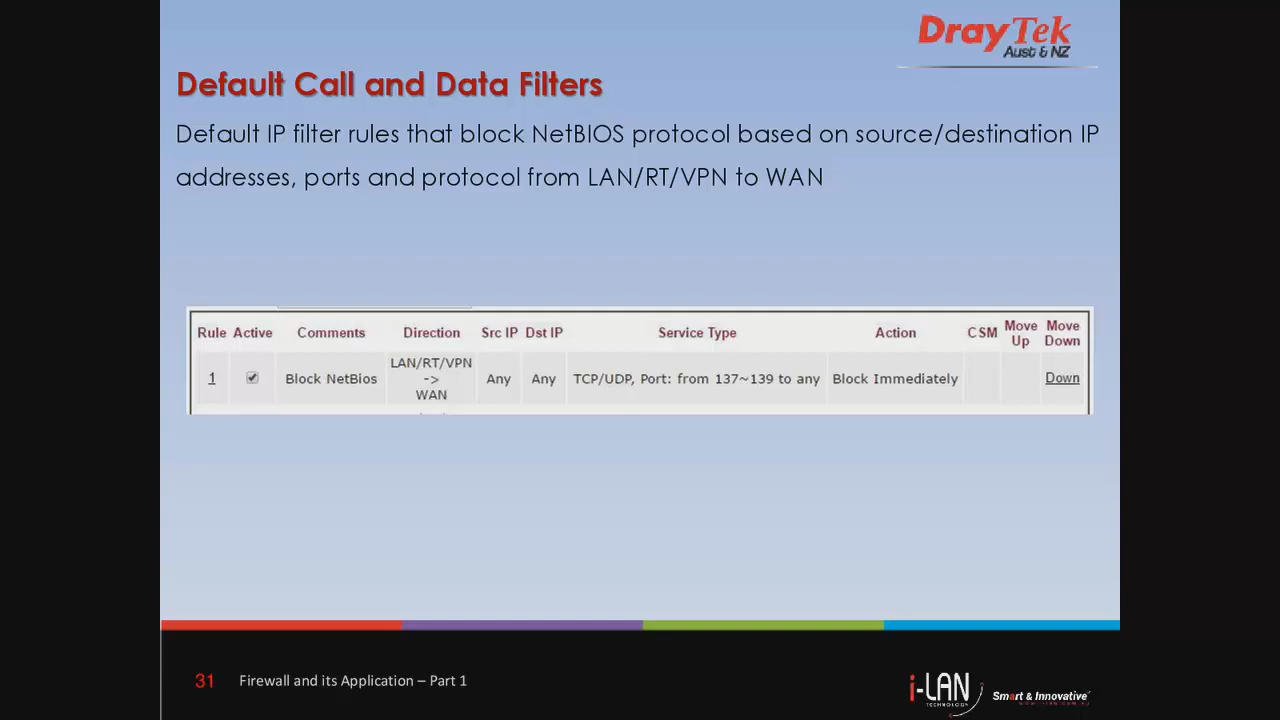 DrayTek
Aust & NZ
Default Call and Data Filters
Default IP filter rules that block NetBIOS protocol based on source/destination IP
addresses, ports and protocol from LAN/RT/VPN to WAN
Rule Active Comments Direction Src IP Dst IP Service Type Action CSM Move Up Move Down
1 Block NetBios LAN/RT/VPN -> WAN Any Any TCP/UDP, Port: from 137~139 to any Block Immediately Down
31 Firewall and its Application – Part 1
i-LAN
TECHNOLOGY
Smart & Innovative